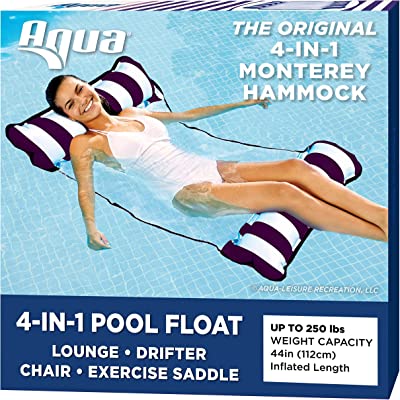 Aqua®
THE ORIGINAL
4-IN-1
MONTEREY
HAMMOCK
©AQUA-LEISURE RECREATION, LLC
4-IN-1 POOL FLOAT
LOUNGE • DRIFTER
CHAIR • EXERCISE SADDLE
UP TO 250 lbs
WEIGHT CAPACITY
44in (112cm)
Inflated Length